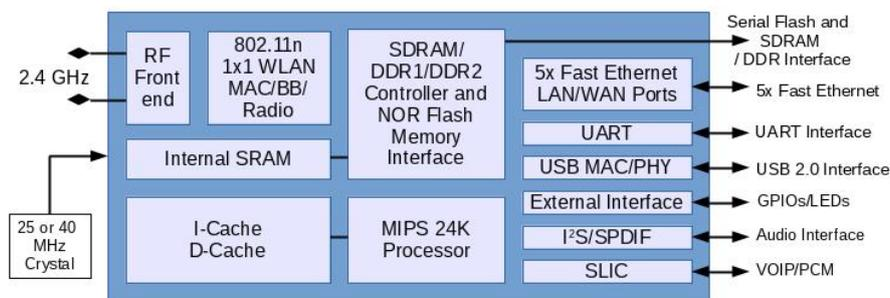 2.4 GHz
25 or 40
MHz
Crystal
RF
Front
end
802.11n
1x1 WLAN
MAC/BB/
Radio
SDRAM/
DDR1/DDR2
Controller and
NOR Flash
Memory
Interface
Internal SRAM
I-Cache
D-Cache
MIPS 24K
Processor
5x Fast Ethernet
LAN/WAN Ports
UART
USB MAC/PHY
External Interface
I²S/SPDIF
SLIC
Serial Flash and
SDRAM
/ DDR Interface
5x Fast Ethernet
UART Interface
USB 2.0 Interface
GPIOs/LEDs
Audio Interface
VOIP/PCM